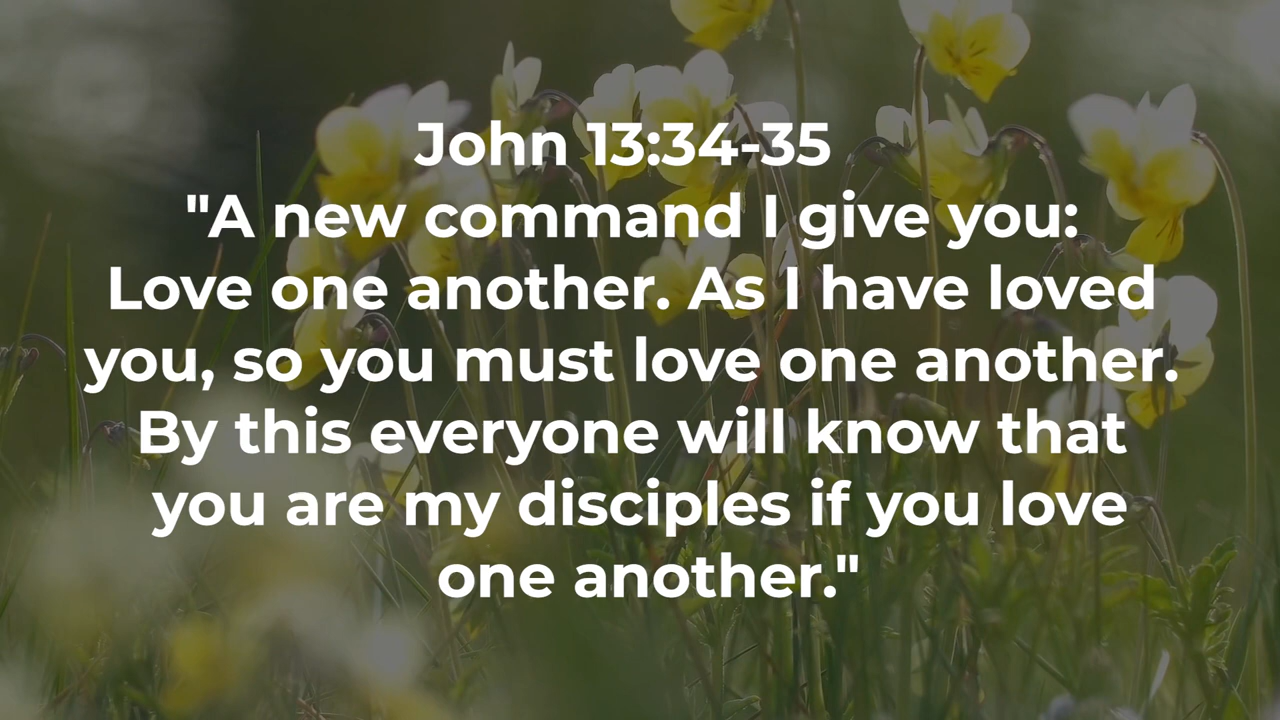 John 13:34-35
"A new command I give you:
Love one another. As I have loved
you, so you must love one another.
By this everyone will know that
you are my disciples if you love
one another."